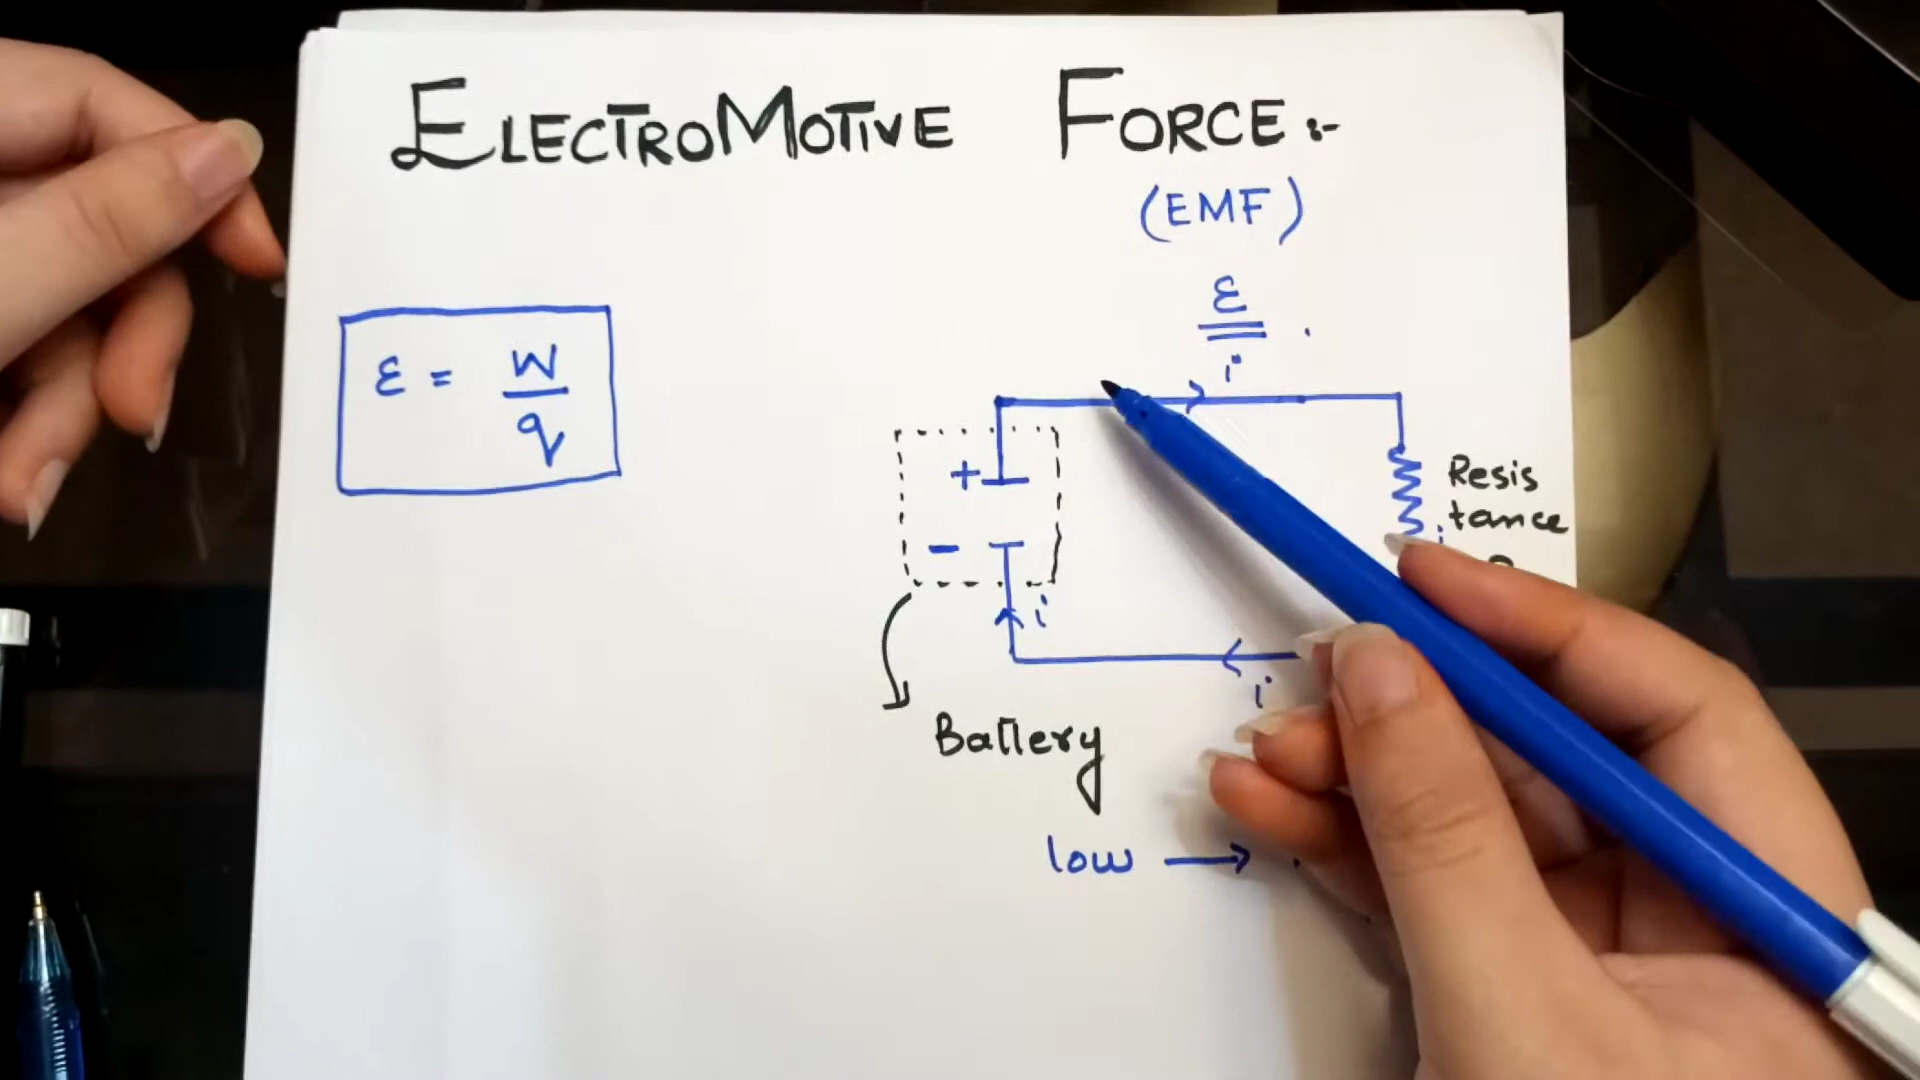 ELECTROMOTIVE FORCE :-
(EMF)
ε
ε = W/q
i
+
Resis
tance
-
i
i
Battery
low →